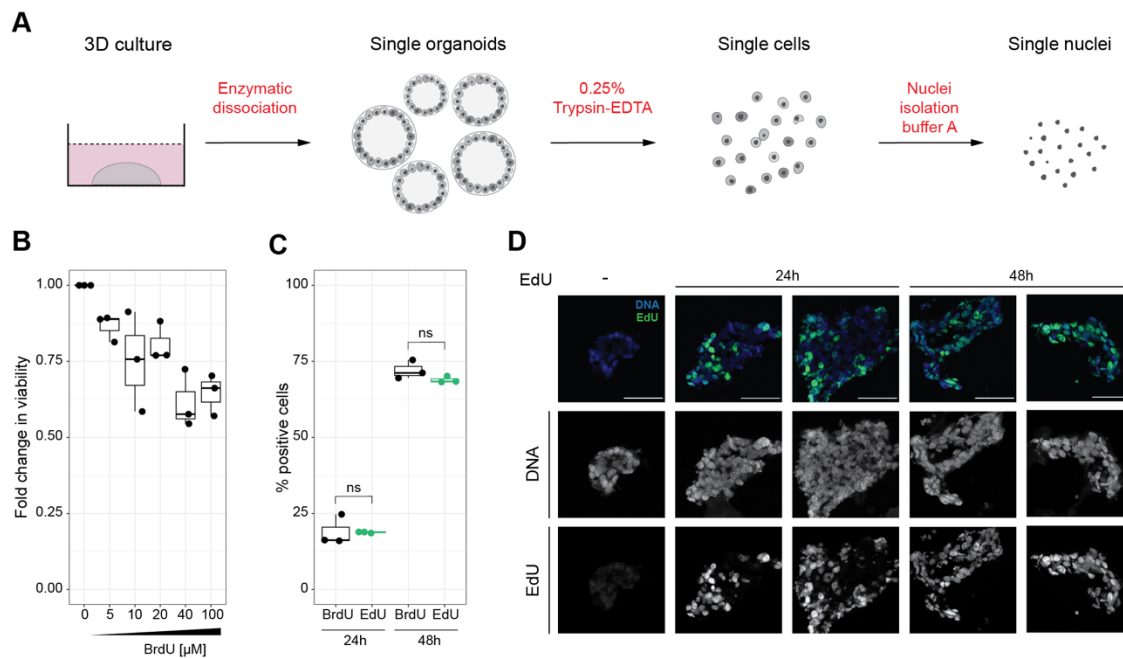 A
3D culture
Single organoids
Single cells
Single nuclei
Enzymatic
dissociation
0.25%
Trypsin-EDTA
Nuclei
isolation
buffer A
B
Fold change in viability
1.00
0.75
0.50
0.25
0.00
0 5 10 20 40 100
BrdU [µM]
C
% positive cells
100
75
50
25
0
ns
ns
BrdU EdU BrdU EdU
24h 48h
D
EdU - 24h 48h
DNA
EdU
DNA
EdU